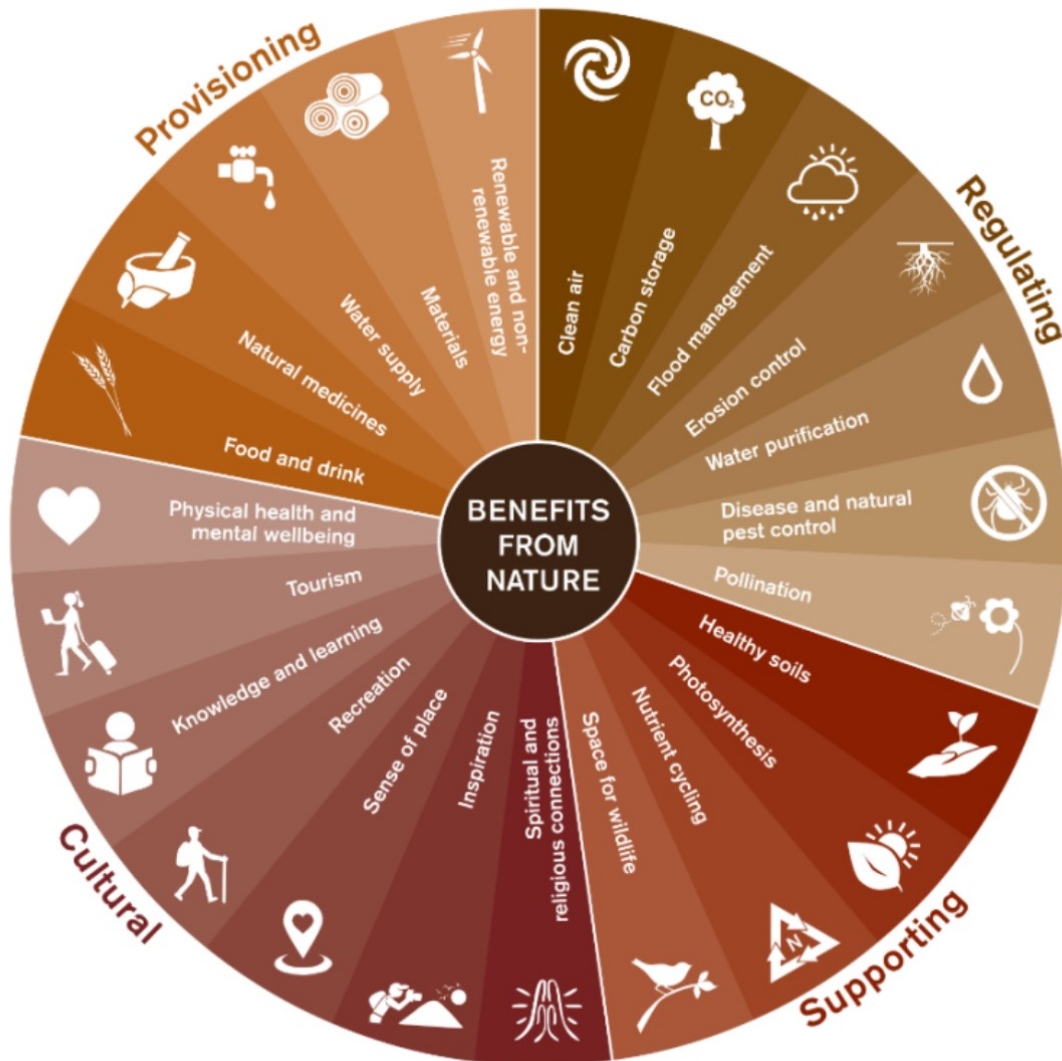 Provisioning
Renewable and non-
renewable energy
Materials
Water supply
Natural medicines
Food and drink
Regulating
Clean air
CO₂
Carbon storage
Flood management
Erosion control
Water purification
Disease and natural
pest control
Pollination
BENEFITS
FROM
NATURE
Supporting
Healthy soils
Photosynthesis
Nutrient cycling
N
Space for wildlife
Cultural
Spiritual and
religious connections
Inspiration
Sense of place
Recreation
Knowledge and learning
Tourism
Physical health and
mental wellbeing